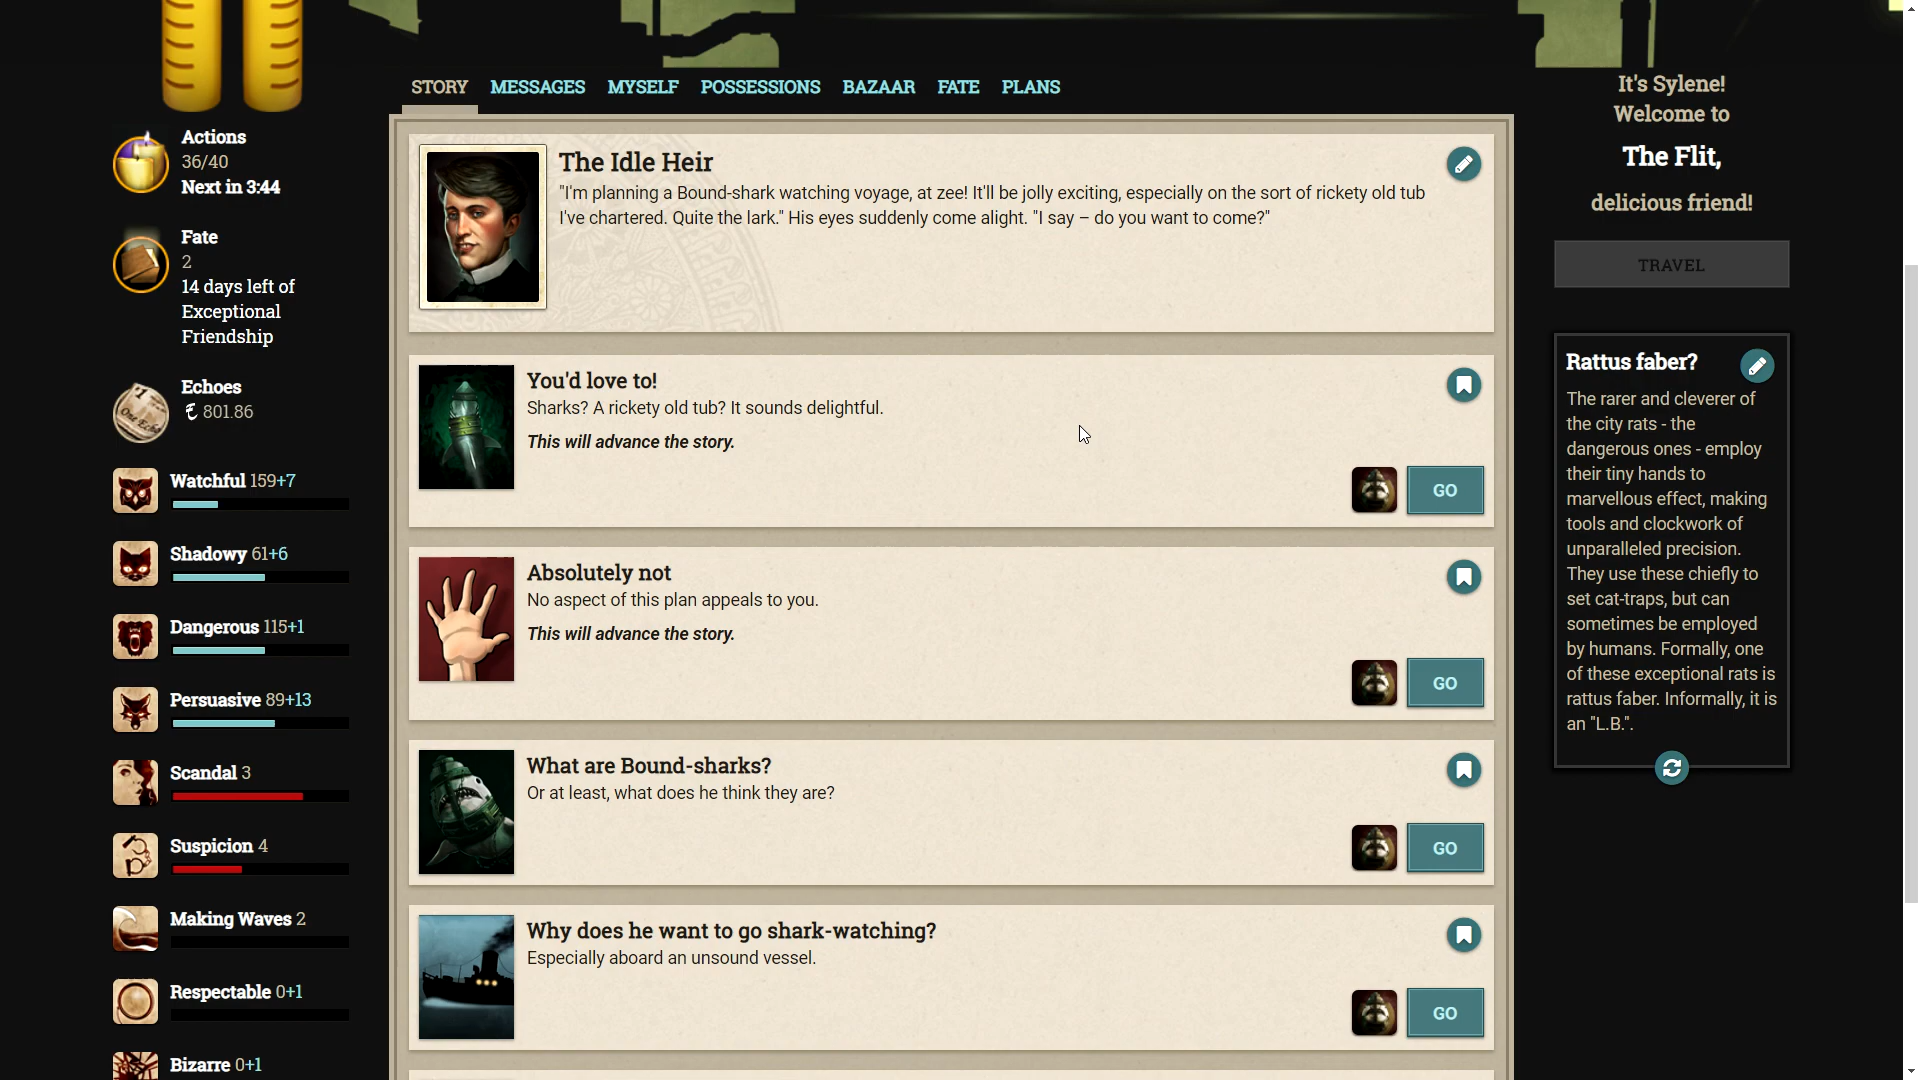 STORY MESSAGES MYSELF POSSESSIONS BAZAAR FATE PLANS
Actions
36/40
Next in 3:44
Fate
2
14 days left of
Exceptional
Friendship
Echoes
801.86
Watchful 159+7
Shadowy 61+6
Dangerous 115+1
Persuasive 89+13
Scandal 3
Suspicion 4
Making Waves 2
Respectable 0+1
Bizarre 0+1
The Idle Heir
"I'm planning a Bound-shark watching voyage, at zee! It'll be jolly exciting, especially on the sort of rickety old tub
I've chartered. Quite the lark." His eyes suddenly come alight. "I say – do you want to come?"
You'd love to!
Sharks? A rickety old tub? It sounds delightful.
This will advance the story.
GO
Absolutely not
No aspect of this plan appeals to you.
This will advance the story.
GO
What are Bound-sharks?
Or at least, what does he think they are?
GO
Why does he want to go shark-watching?
Especially aboard an unsound vessel.
GO
It's Sylene!
Welcome to
The Flit,
delicious friend!
TRAVEL
Rattus faber?
The rarer and cleverer of
the city rats - the
dangerous ones - employ
their tiny hands to
marvellous effect, making
tools and clockwork of
unparalleled precision.
They use these chiefly to
set cat-traps, but can
sometimes be employed
by humans. Formally, one
of these exceptional rats is
rattus faber. Informally, it is
an "L.B.".